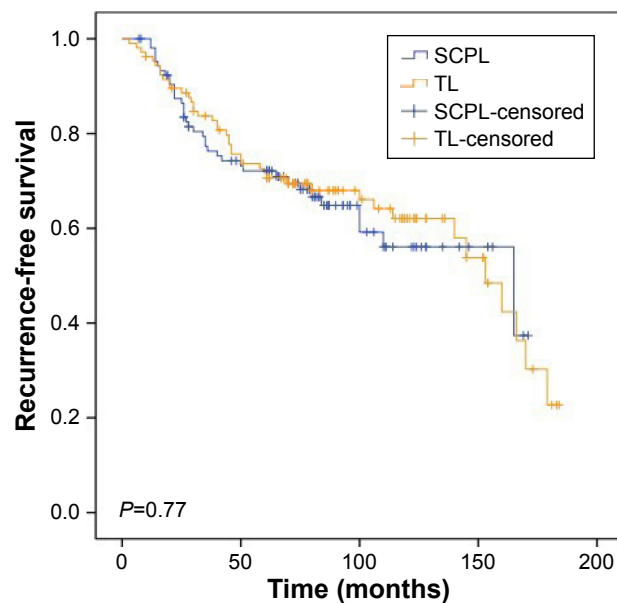 1.0
0.8
0.6
0.4
0.2
0.0
Recurrence-free survival
SCPL
TL
SCPL-censored
TL-censored
P=0.77
0 50 100 150 200
Time (months)